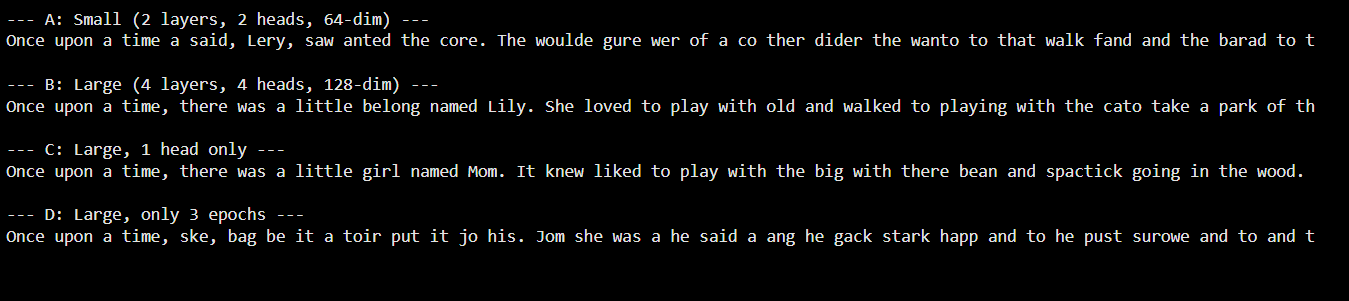 --- A: Small (2 layers, 2 heads, 64-dim) ---
Once upon a time a said, Lery, saw anted the core. The woulde gure wer of a co ther dider the wanto to that walk fand and the barad to t
--- B: Large (4 layers, 4 heads, 128-dim) ---
Once upon a time, there was a little belong named Lily. She loved to play with old and walked to playing with the cato take a park of th
--- C: Large, 1 head only ---
Once upon a time, there was a little girl named Mom. It knew liked to play with the big with there bean and spactick going in the wood.
--- D: Large, only 3 epochs ---
Once upon a time, ske, bag be it a toir put it jo his. Jom she was a he said a ang he gack stark happ and to he pust surowe and to and t